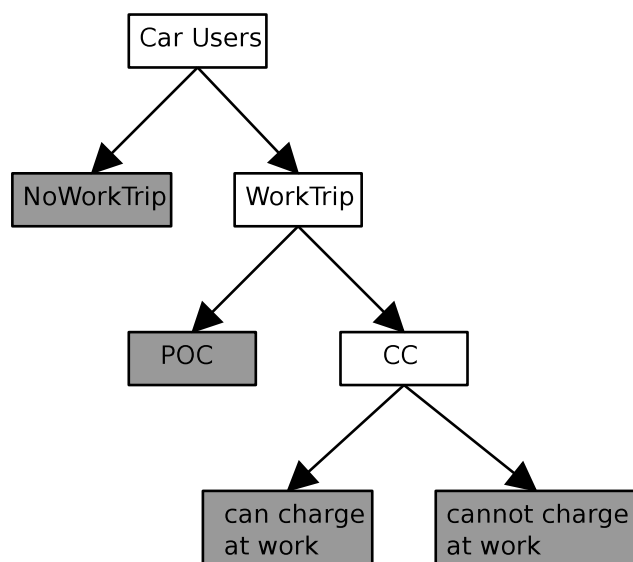 Car Users
NoWorkTrip
WorkTrip
POC
CC
can charge
at work
cannot charge
at work